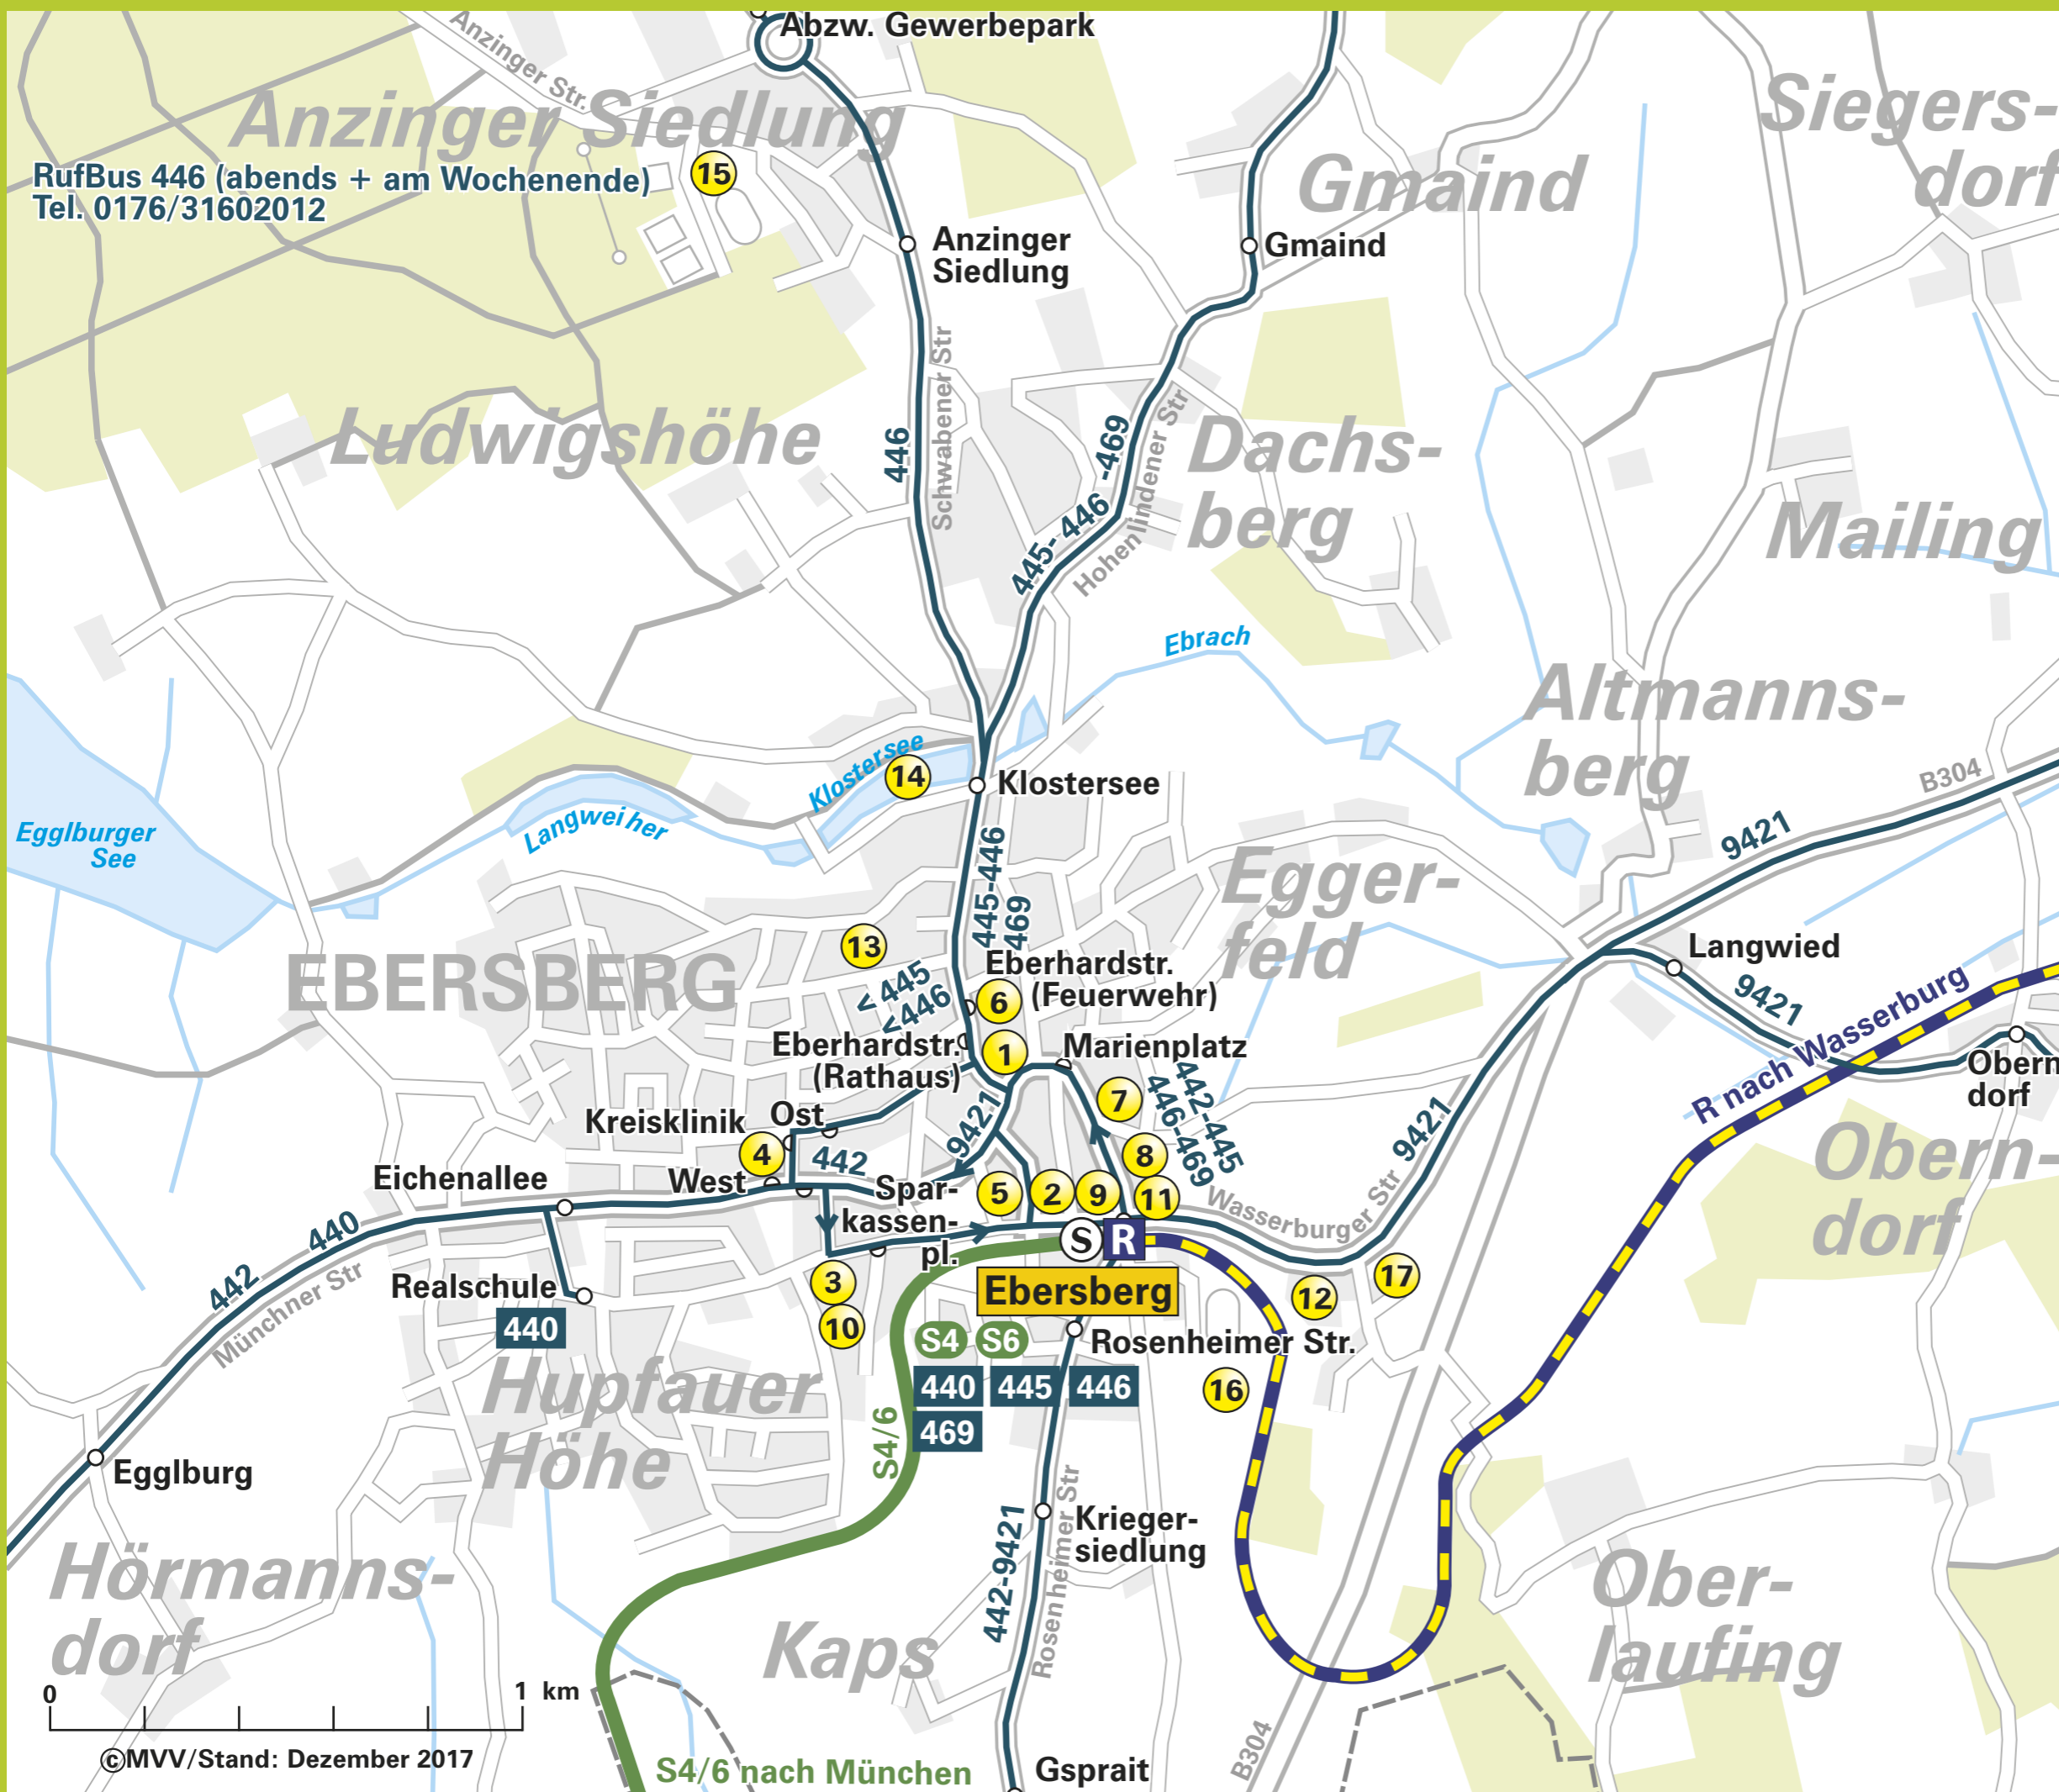 Abzw. Gewerbepark
Anzinger Str.
Anzinger Siedlung
Siegers-
dorf
RufBus 446 (abends + am Wochenende)
Tel. 0176/31602012
15
Gmaind
Anzinger
Siedlung
Gmaind
446
Schwabener Str
Ludwigshöhe
445-446-469
Hohenlindener Str
Dachs-
berg
Mailing
Ebrach
Altmanns-
berg
Klostersee
14
Klostersee
B304
9421
Egglburger
See
Langweiher
445-446
469
Egger-
feld
13
EBERSBERG
< 445
<446
Eberhardstr.
(Feuerwehr)
6
Langwied
9421
R nach Wasserburg
Eberhardstr.
(Rathaus)
1
Marienplatz
Obern
dorf
442-445
446-469
7
Kreisklinik
Ost
9421
4
442
8
9421
Obern-
dorf
Eichenallee
West
Spar-
kassen-
pl.
5
2
9
11
Wasserburger Str
440
442
Münchner Str
S
R
Realschule
440
3
10
Ebersberg
12
17
S4
S6
Rosenheimer Str.
440
445
446
469
16
Hupfauer
Höhe
S4/6
Egglburg
442-9421
Rosenheimer Str
Krieger-
siedlung
Hörmanns-
dorf
Kaps
Ober-
laufing
0
1 km
©MVV/Stand: Dezember 2017
S4/6 nach München
Gsprait
B304